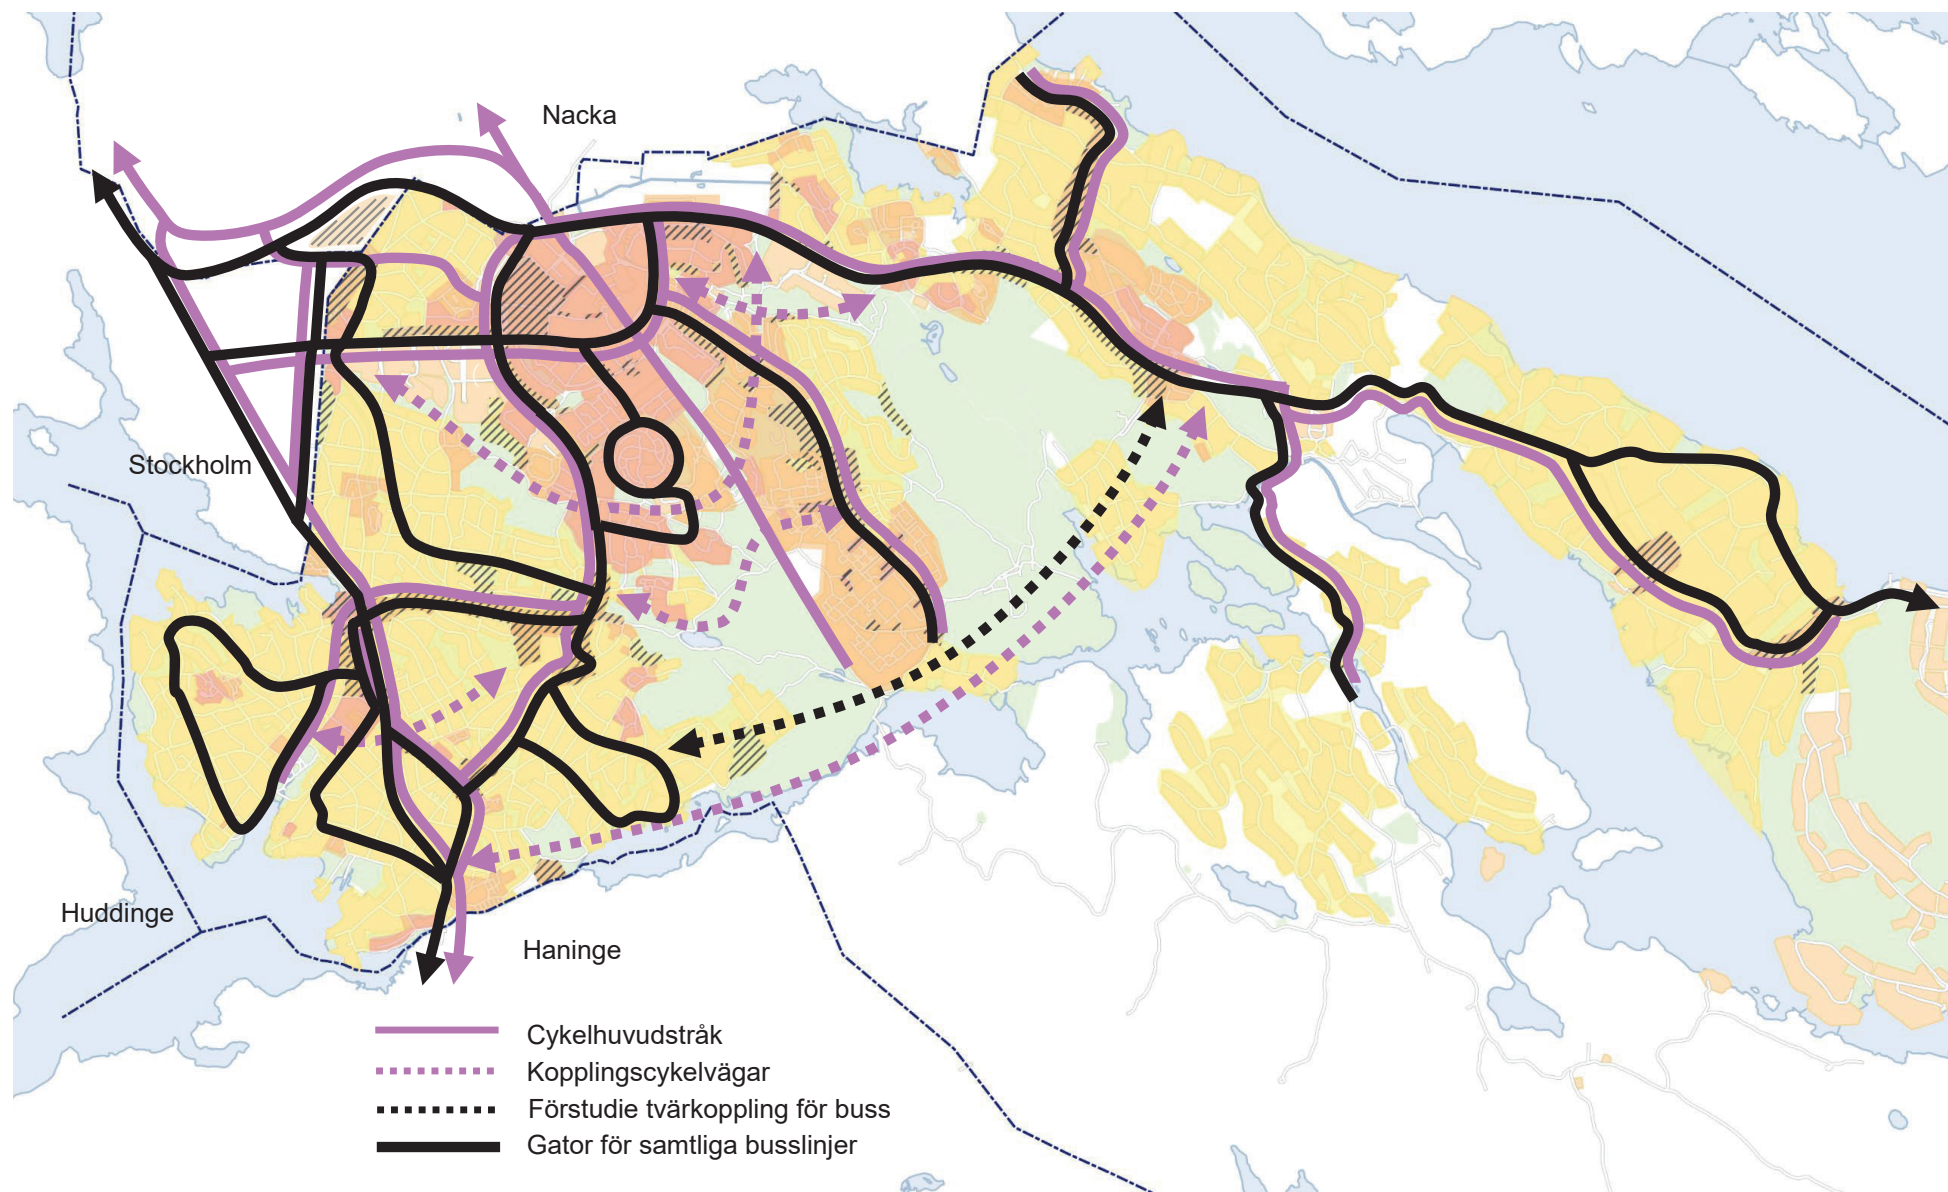 Nacka
Stockholm
Huddinge
Haninge
Cykelhuvudstråk
Kopplingscykelvägar
Förstudie tvärkoppling för buss
Gator för samtliga busslinjer